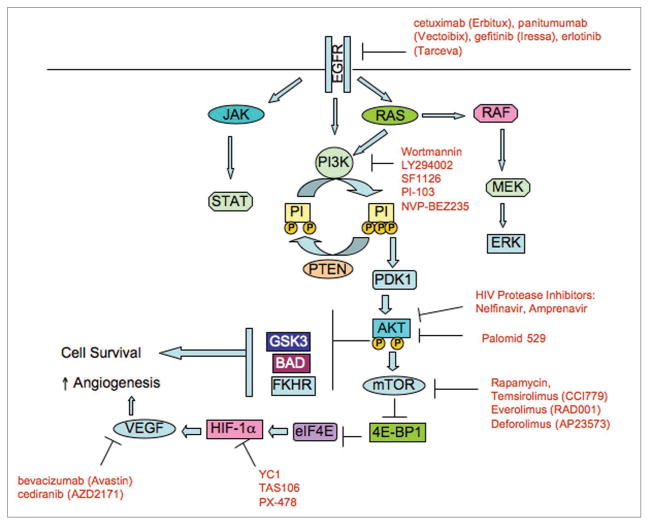 cetuximab (Erbitux), panitumumab
(Vectoibix), gefitinib (Iressa), erlotinib
(Tarceva)
EGFR
JAK
RAS
RAF
PI3K
Wortmannin
LY294002
SF1126
PI-103
NVP-BEZ235
STAT
MEK
PI
P P
PI
P P P
ERK
PTEN
PDK1
HIV Protease Inhibitors:
Nelfinavir, Amprenavir
AKT
P P
Palomid 529
GSK3
BAD
FKHR
Cell Survival
↑ Angiogenesis
mTOR
Rapamycin,
Temsirolimus (CCI779)
Everolimus (RAD001)
Deforolimus (AP23573)
VEGF
HIF-1α
eIF4E
4E-BP1
bevacizumab (Avastin)
cediranib (AZD2171)
YC1
TAS106
PX-478